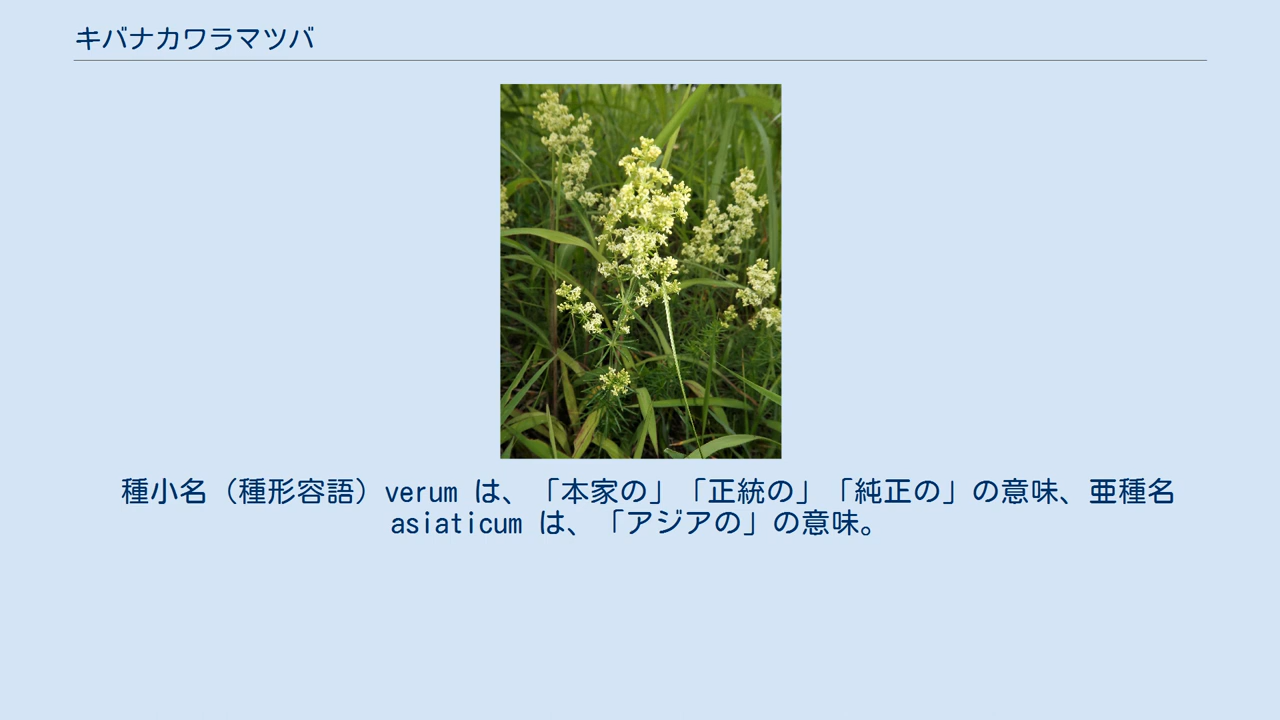 キバナカワラマツバ
種小名（種形容語）verum は、「本家の」「正統の」「純正の」の意味、亜種名
asiaticum は、「アジアの」の意味。